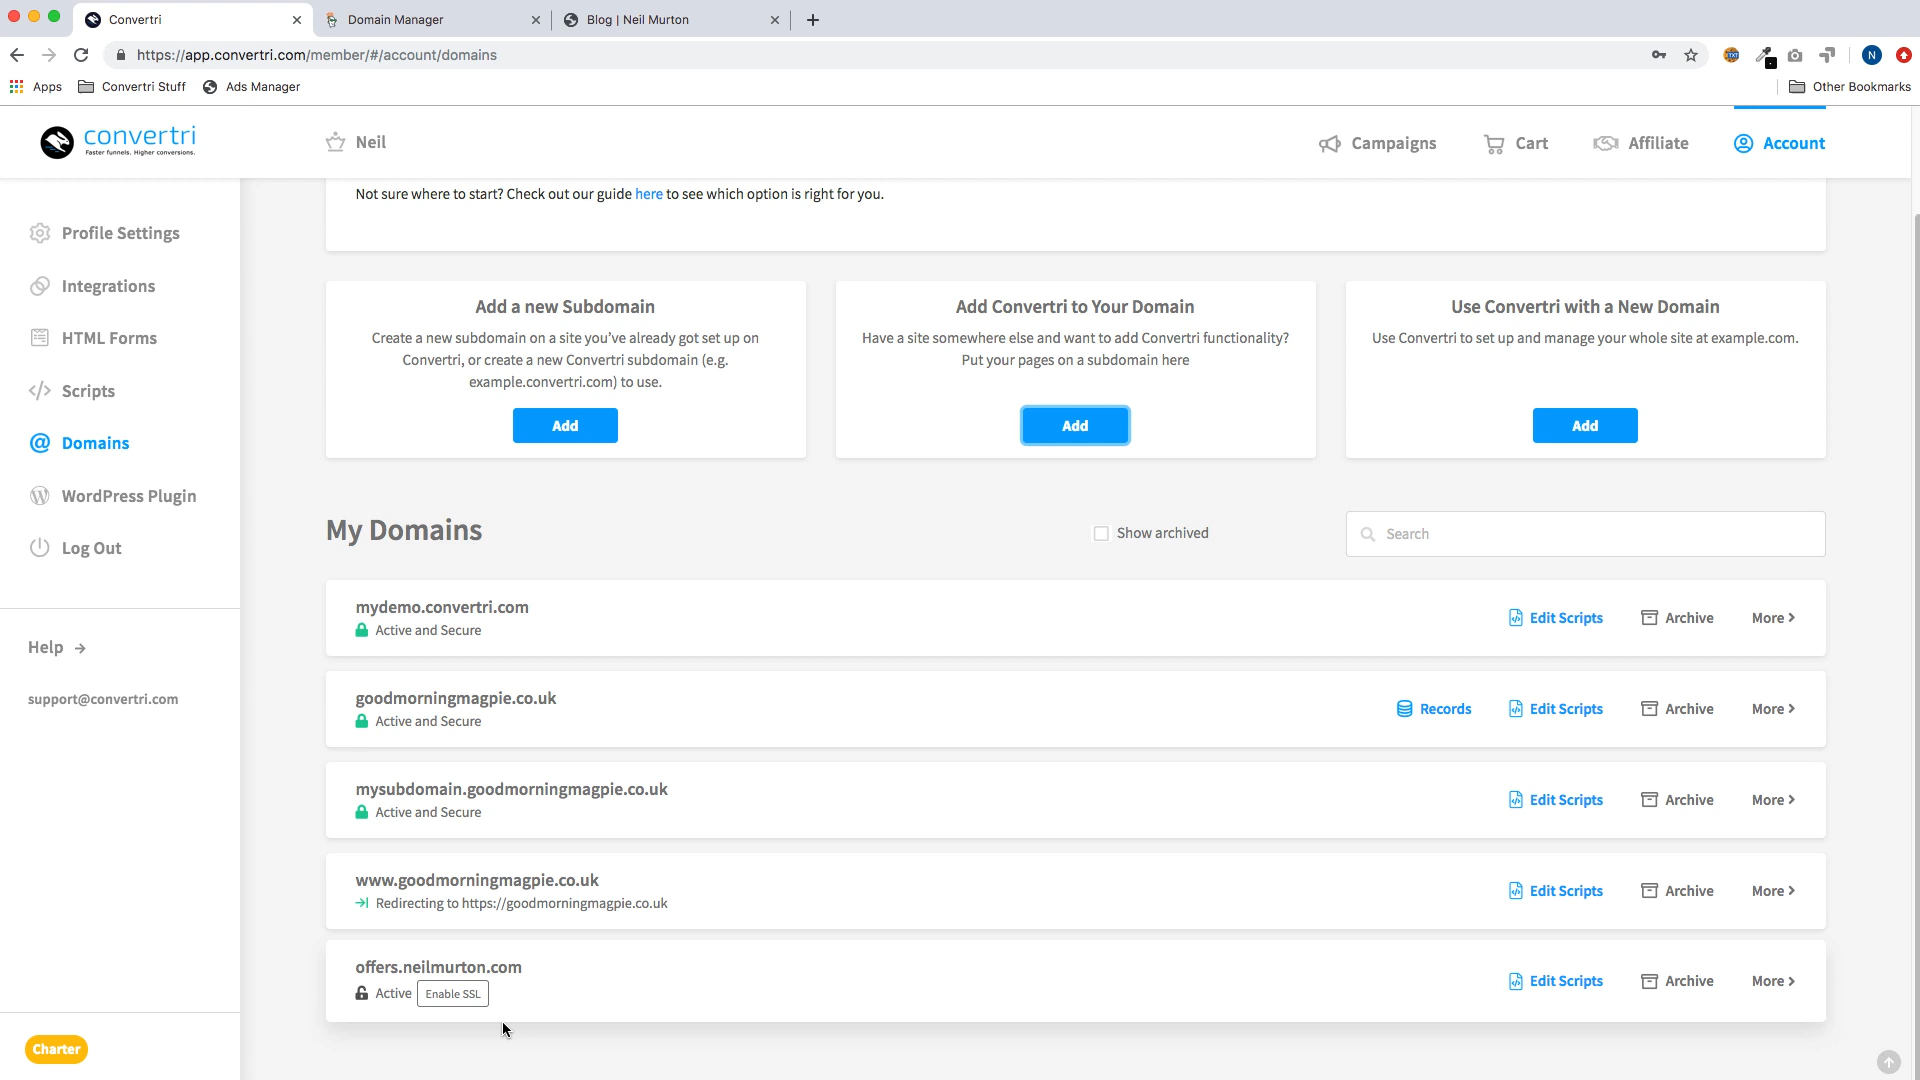 Convertri
Domain Manager
Blog | Neil Murton
https://app.convertri.com/member/#/account/domains
N
Apps
Convertri Stuff
Ads Manager
Other Bookmarks
convertri
Faster funnels. Higher conversions.
Neil
Campaigns
Cart
Affiliate
Account
Profile Settings
Integrations
HTML Forms
Scripts
Domains
WordPress Plugin
Log Out
Help
support@convertri.com
Charter
Not sure where to start? Check out our guide here to see which option is right for you.
Add a new Subdomain
Create a new subdomain on a site you've already got set up on
Convertri, or create a new Convertri subdomain (e.g.
example.convertri.com) to use.
Add
Add Convertri to Your Domain
Have a site somewhere else and want to add Convertri functionality?
Put your pages on a subdomain here
Add
Use Convertri with a New Domain
Use Convertri to set up and manage your whole site at example.com.
Add
My Domains
Show archived
Search
mydemo.convertri.com
Active and Secure
Edit Scripts
Archive
More
goodmorningmagpie.co.uk
Active and Secure
Records
Edit Scripts
Archive
More
mysubdomain.goodmorningmagpie.co.uk
Active and Secure
Edit Scripts
Archive
More
www.goodmorningmagpie.co.uk
Redirecting to https://goodmorningmagpie.co.uk
Edit Scripts
Archive
More
offers.neilmurton.com
Active
Enable SSL
Edit Scripts
Archive
More